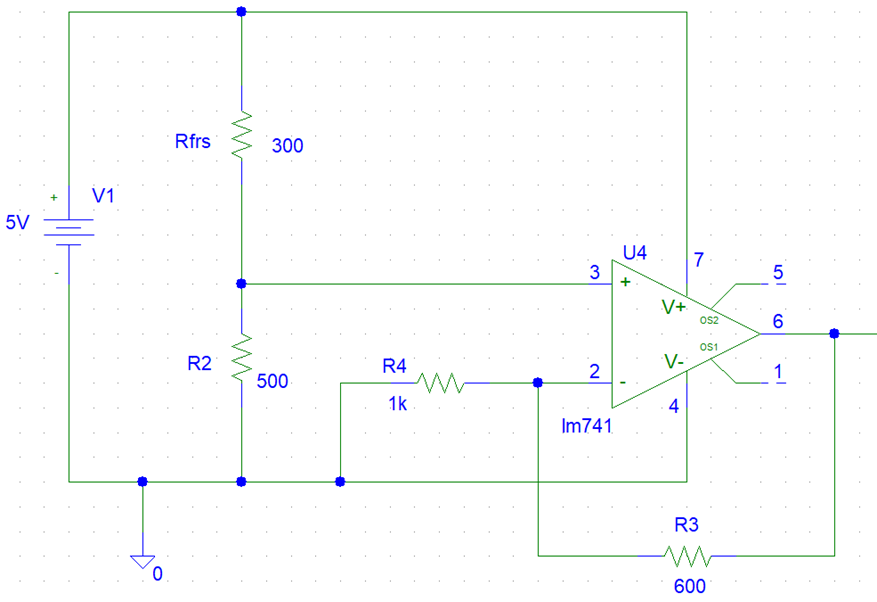 Rfrs
300
+
V1
5V
-
U4
7
3
+
5
V+
OS2
6
R2
500
R4
1k
2
-
OS1
V-
1
4
lm741
R3
600
0